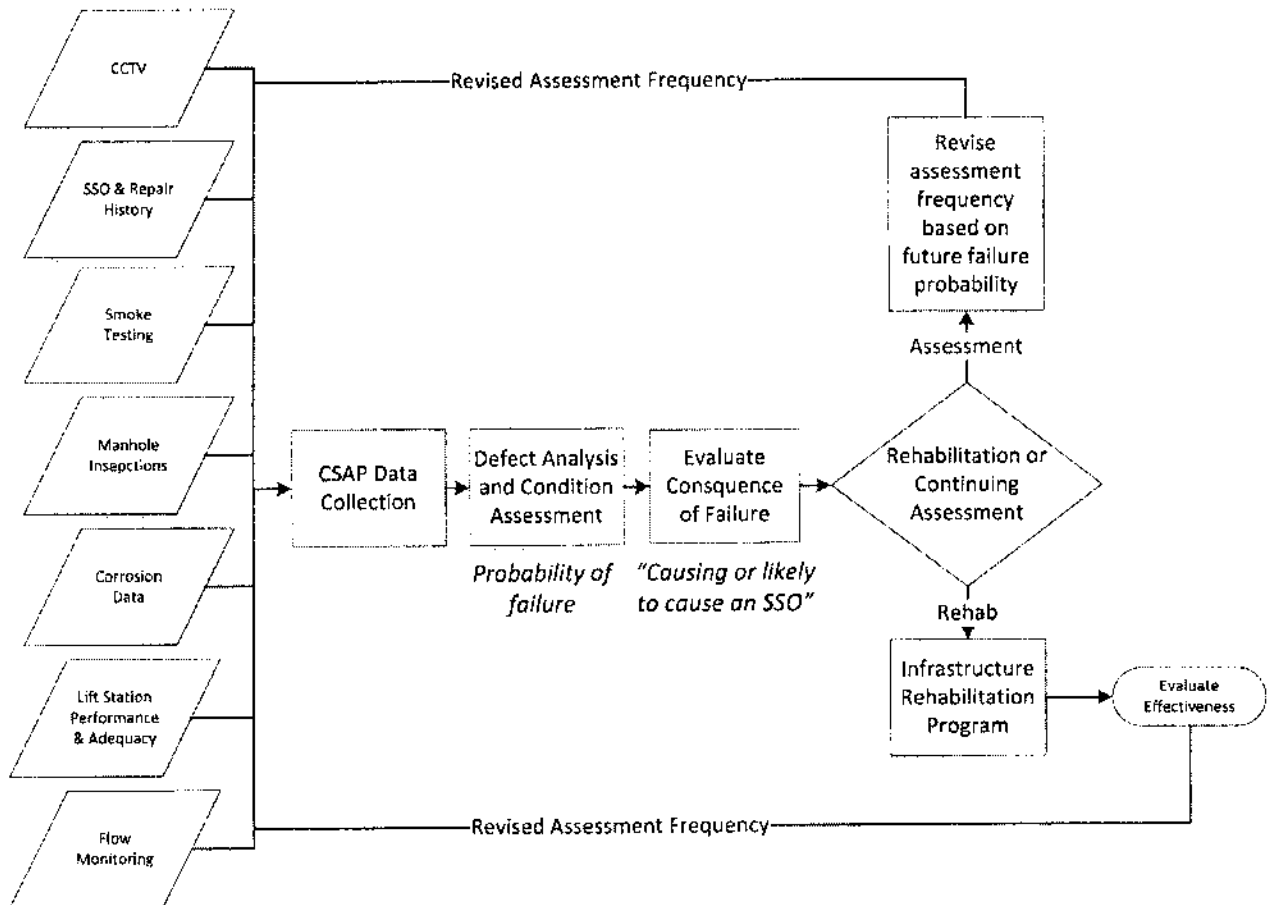 CCTV
SSO & Repair
History
Smoke
Testing
Manhole
Insepctions
Corrosion
Data
Lift Station
Performance
& Adequacy
Flow
Monitoring
Revised Assessment Frequency
CSAP Data
Collection
Defect Analysis
and Condition
Assessment
Probability of
failure
Evaluate
Consquence
of Failure
"Causing or likely
to cause an SSO"
Rehabilitation or
Continuing
Assessment
Assessment
Revise
assessment
frequency
based on
future failure
probability
Rehab
Infrastructure
Rehabilitation
Program
Evaluate
Effectiveness
Revised Assessment Frequency